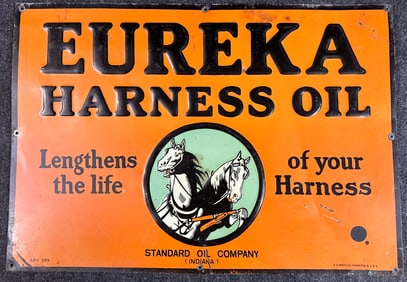 EUREKA
HARNESS OIL
Lengthens
the life
of your
Harness
STANDARD OIL COMPANY
(INDIANA)